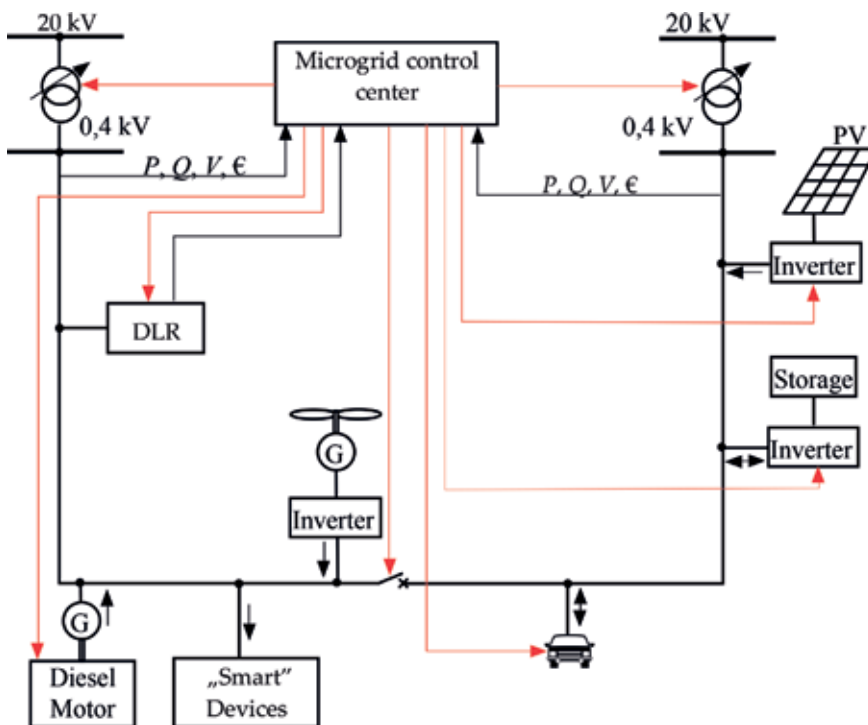 20 kV
20 kV
Microgrid control
center
0,4 kV
0,4 kV
PV
P, Q, V, €
P, Q, V, €
Inverter
DLR
Storage
G
Inverter
Inverter
G
Diesel
Motor
„Smart”
Devices